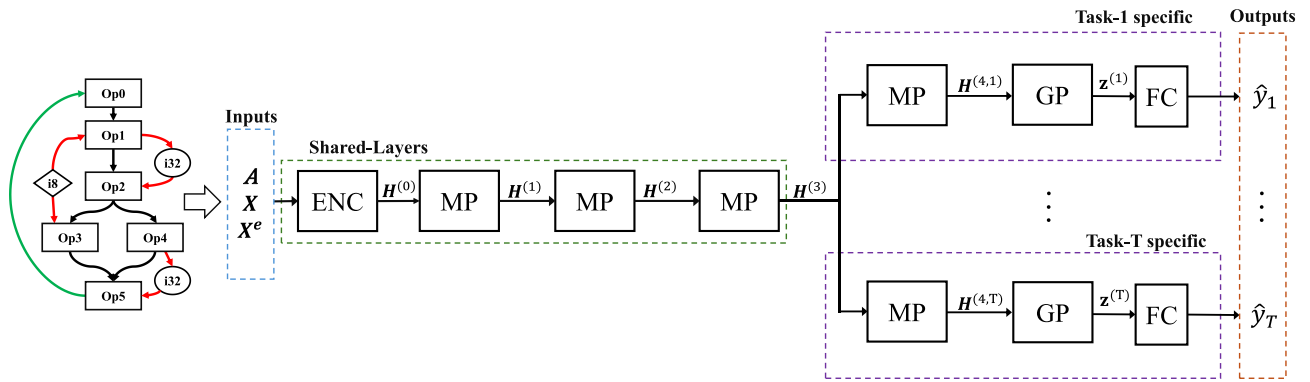 Op0
Op1
i32
i8
Op2
Op3
Op4
i32
Op5
Inputs
A
X
X^e
Shared-Layers
ENC
H^(0)
MP
H^(1)
MP
H^(2)
MP
H^(3)
Task-1 specific
MP
H^(4,1)
GP
z^(1)
FC
Outputs
ŷ_1
⋮
⋮
Task-T specific
MP
H^(4,T)
GP
z^(T)
FC
ŷ_T